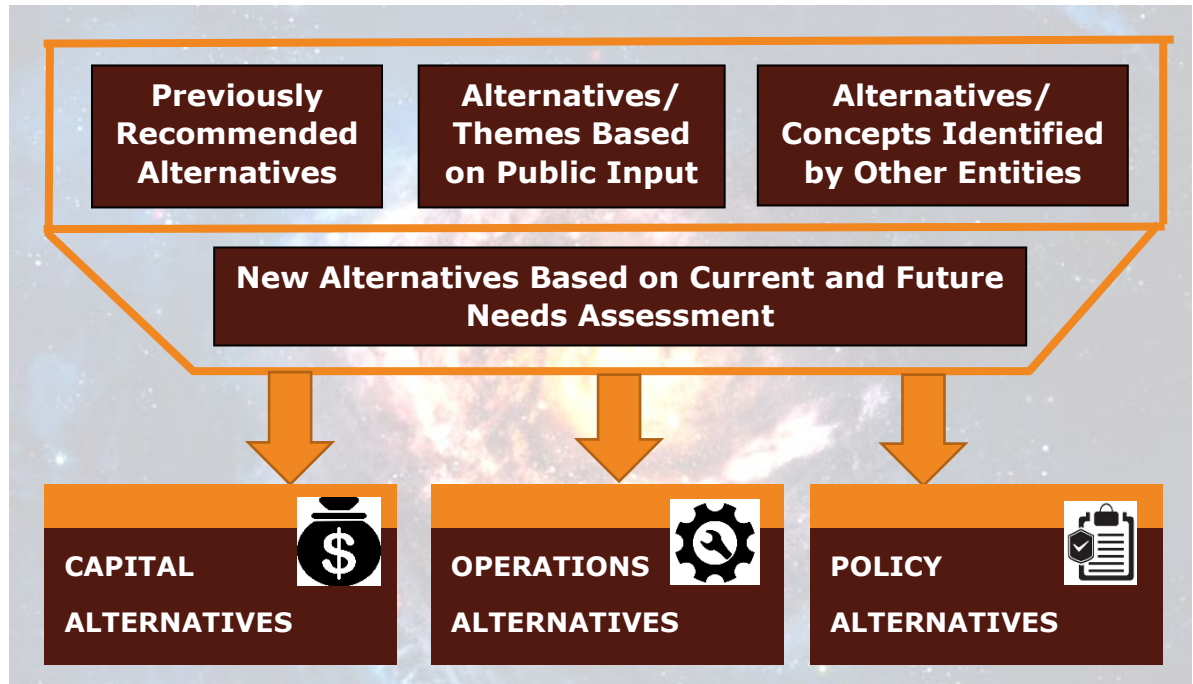 Previously
Recommended
Alternatives
Alternatives/
Themes Based
on Public Input
Alternatives/
Concepts Identified
by Other Entities
New Alternatives Based on Current and Future
Needs Assessment
CAPITAL
ALTERNATIVES
$
OPERATIONS
ALTERNATIVES
POLICY
ALTERNATIVES